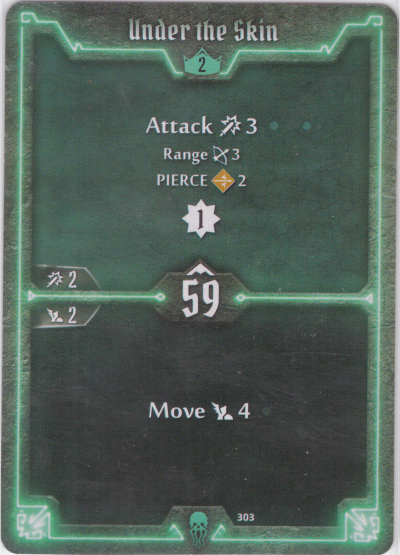 Under the Skin
2
Attack 3
Range 3
PIERCE 2
1
2
59
2
Move 4
303